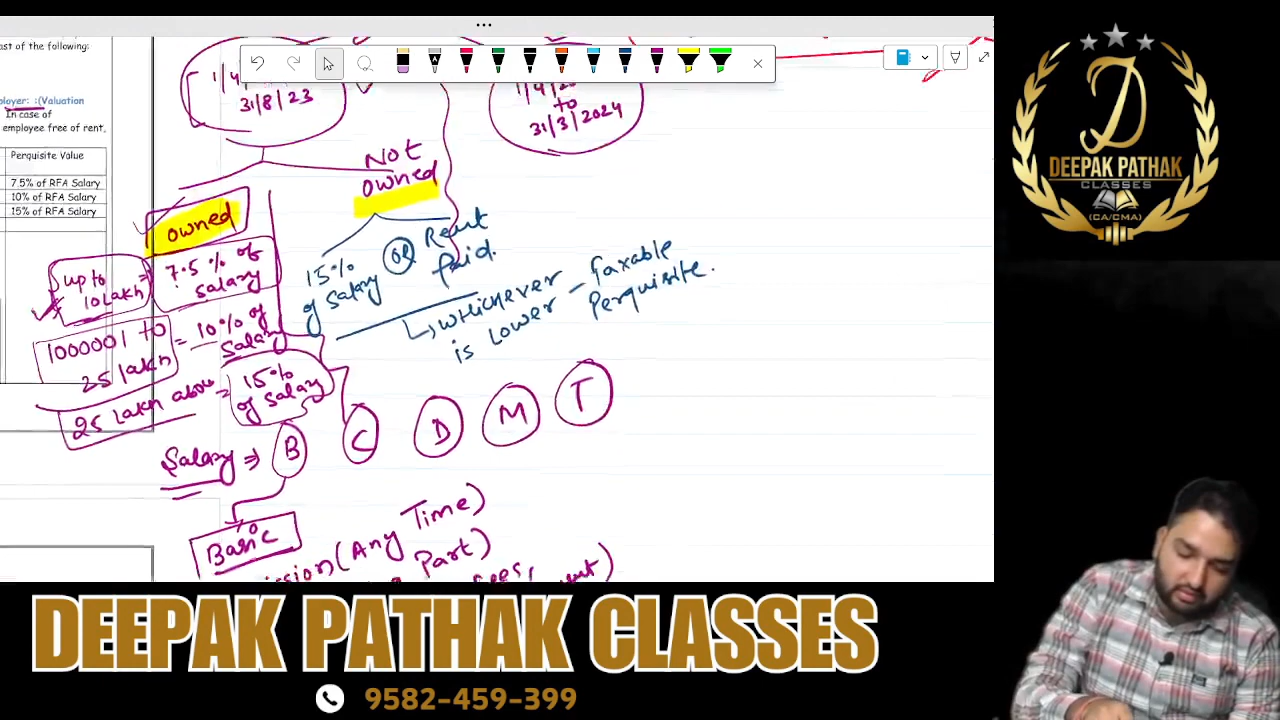 ast of the following:
oloyer: :(Valuation
In case of
employee free of rent,
Perquisite Value
7.5% of RFA Salary
10% of RFA Salary
15% of RFA Salary
31/8/23
to
31/3/2024
Not
owned
owned
upto
10 lakh
= 7.5% of
salary
1000001 to
25 lakh
= 10% of
Salary
25 lakh above
= 15%
of salary
15%
of salary
OR
Rent
paid.
whichever
is lower
- Taxable
Perquisite.
Salary ⇒ B C D M T
Basic
ission (Any Time)
Part)
fees,
D
DEEPAK PATHAK
CLASSES
(CA/CMA)
DEEPAK PATHAK CLASSES
9582-459-399